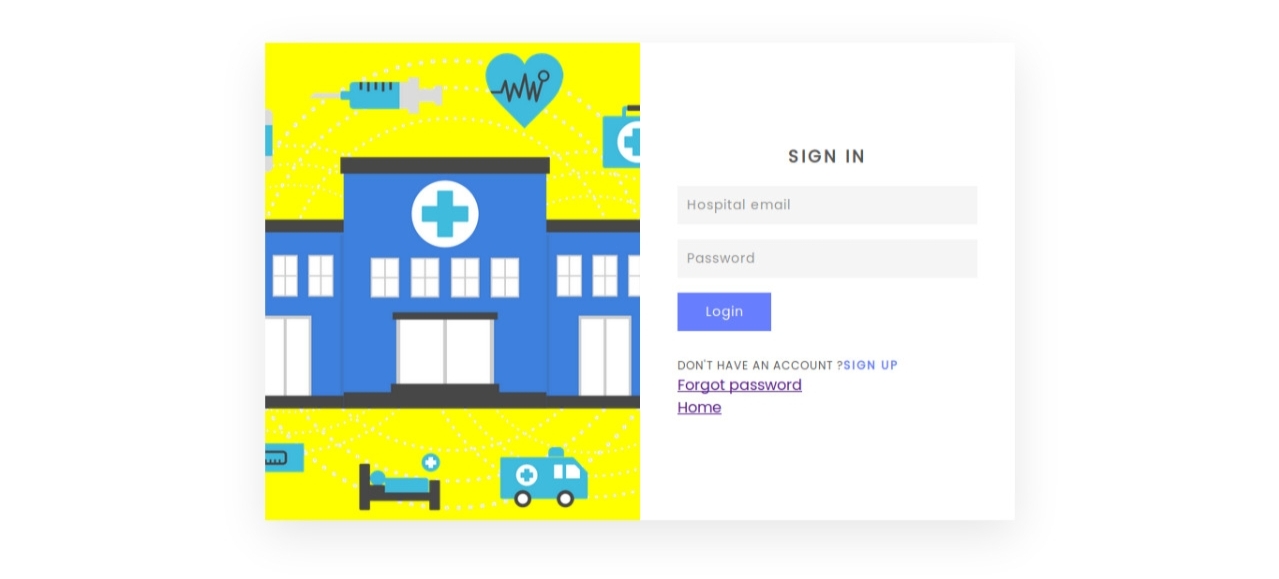 SIGN IN
Hospital email
Password
Login
DON'T HAVE AN ACCOUNT ?SIGN UP
Forgot password
Home